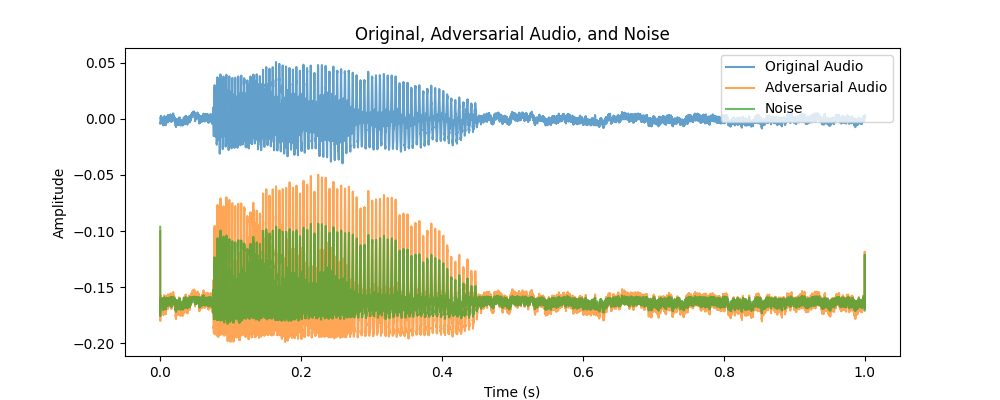 Original, Adversarial Audio, and Noise
Original Audio
Adversarial Audio
Noise
Amplitude
0.05
0.00
−0.05
−0.10
−0.15
−0.20
0.0 0.2 0.4 0.6 0.8 1.0
Time (s)